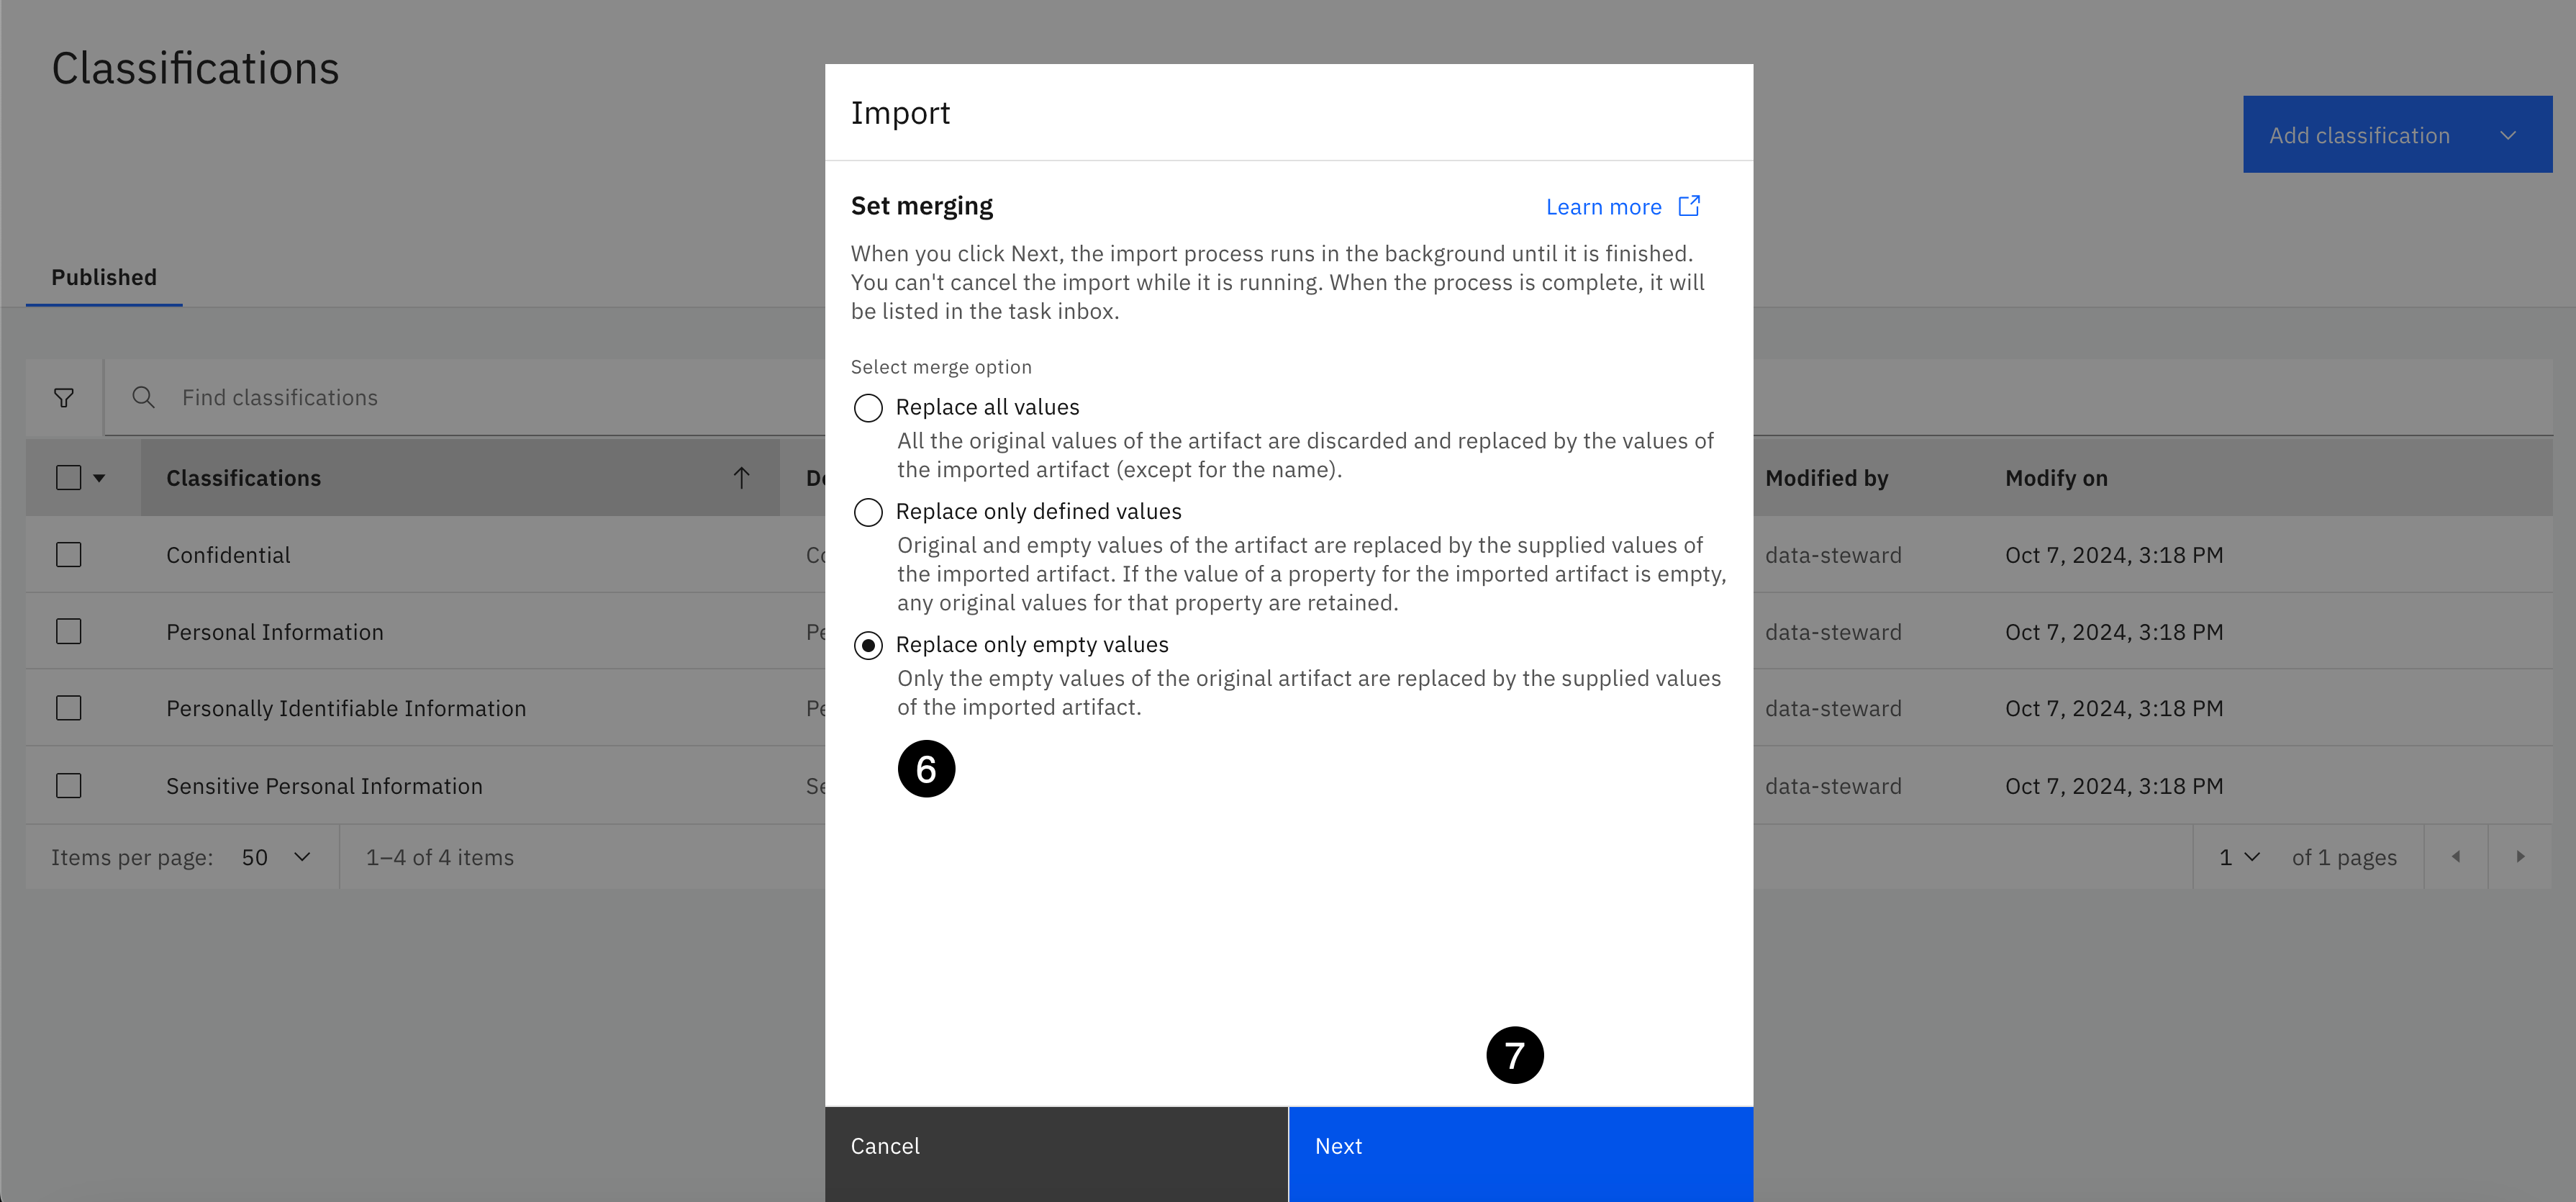 Classifications
Add classification
Published
Find classifications
Classifications
Modified by
Modify on
Confidential
data-steward
Oct 7, 2024, 3:18 PM
Personal Information
data-steward
Oct 7, 2024, 3:18 PM
Personally Identifiable Information
data-steward
Oct 7, 2024, 3:18 PM
Sensitive Personal Information
data-steward
Oct 7, 2024, 3:18 PM
Items per page: 50
1–4 of 4 items
1
of 1 pages
Import
Set merging
Learn more
When you click Next, the import process runs in the background until it is finished.
You can't cancel the import while it is running. When the process is complete, it will
be listed in the task inbox.
Select merge option
Replace all values
All the original values of the artifact are discarded and replaced by the values of
the imported artifact (except for the name).
Replace only defined values
Original and empty values of the artifact are replaced by the supplied values of
the imported artifact. If the value of a property for the imported artifact is empty,
any original values for that property are retained.
Replace only empty values
Only the empty values of the original artifact are replaced by the supplied values
of the imported artifact.
6
7
Cancel
Next